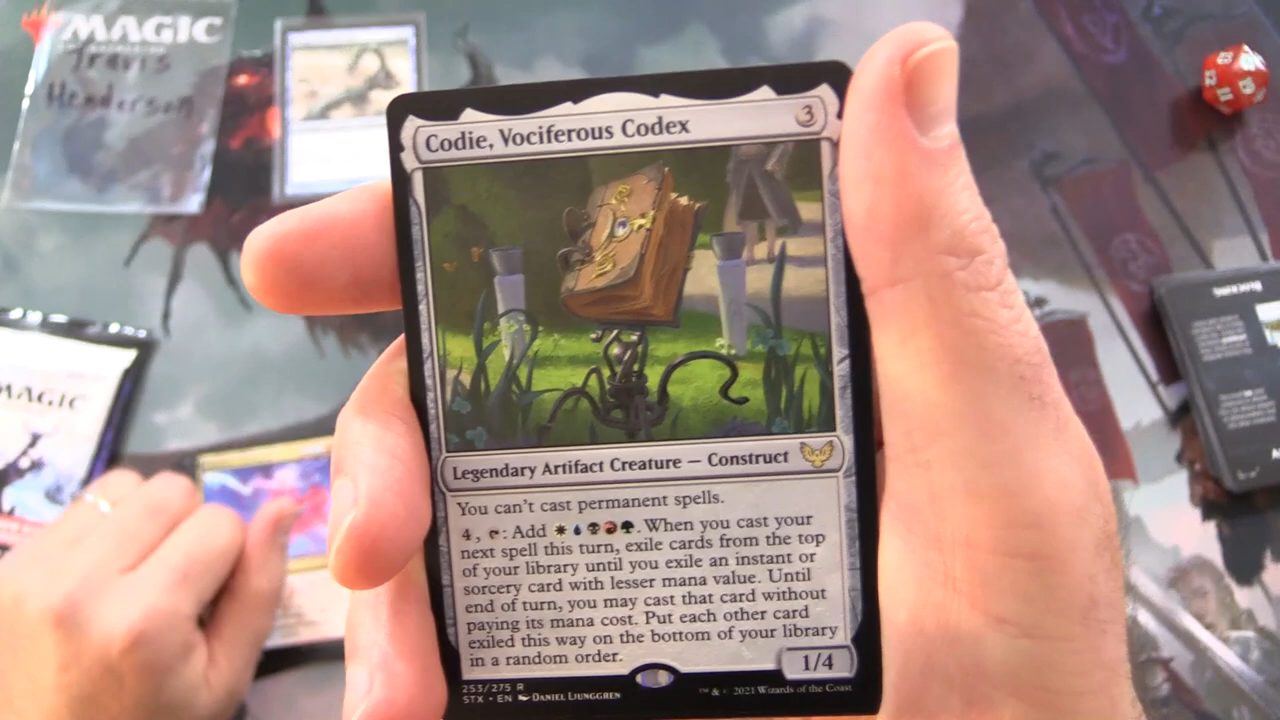 MAGIC
Travis
Henderson
MAGIC
Codie, Vociferous Codex
3
Legendary Artifact Creature — Construct
You can't cast permanent spells.
4, : Add . When you cast your
next spell this turn, exile cards from the top
of your library until you exile an instant or
sorcery card with lesser mana value. Until
end of turn, you may cast that card without
paying its mana cost. Put each other card
exiled this way on the bottom of your library
in a random order.
1/4
253/275 R
STX • EN DANIEL LJUNGGREN
™ & © 2021 Wizards of the Coast
12
11